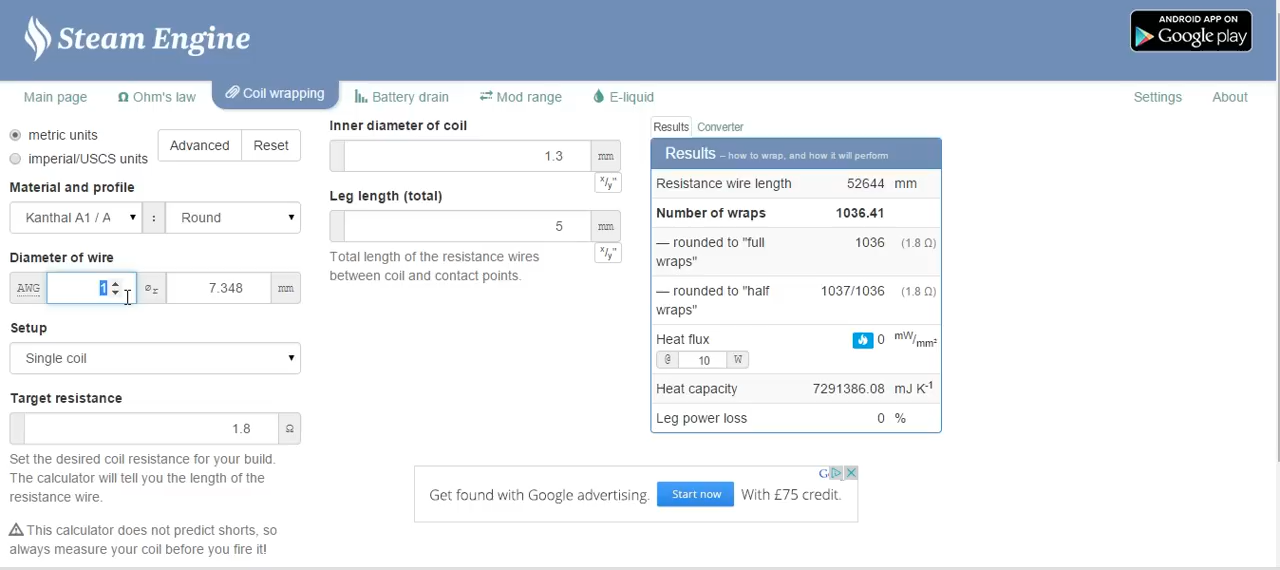 Steam Engine
ANDROID APP ON
Google play
Main page
Ω Ohm's law
Coil wrapping
Battery drain
Mod range
E-liquid
Settings
About
metric units
imperial/USCS units
Advanced
Reset
Material and profile
Kanthal A1 / A
:
Round
Diameter of wire
AWG
1
ør
7.348
mm
Setup
Single coil
Target resistance
1.8
Ω
Set the desired coil resistance for your build.
The calculator will tell you the length of the
resistance wire.
This calculator does not predict shorts, so
always measure your coil before you fire it!
Inner diameter of coil
1.3
mm
x/y"
Leg length (total)
5
mm
x/y"
Total length of the resistance wires
between coil and contact points.
Results
Converter
Results – how to wrap, and how it will perform
Resistance wire length 52644 mm
Number of wraps 1036.41
— rounded to "full 1036 (1.8 Ω)
wraps"
— rounded to "half 1037/1036 (1.8 Ω)
wraps"
Heat flux 0 mW/mm²
@ 10 W
Heat capacity 7291386.08 mJ K-1
Leg power loss 0 %
Get found with Google advertising. Start now With £75 credit.